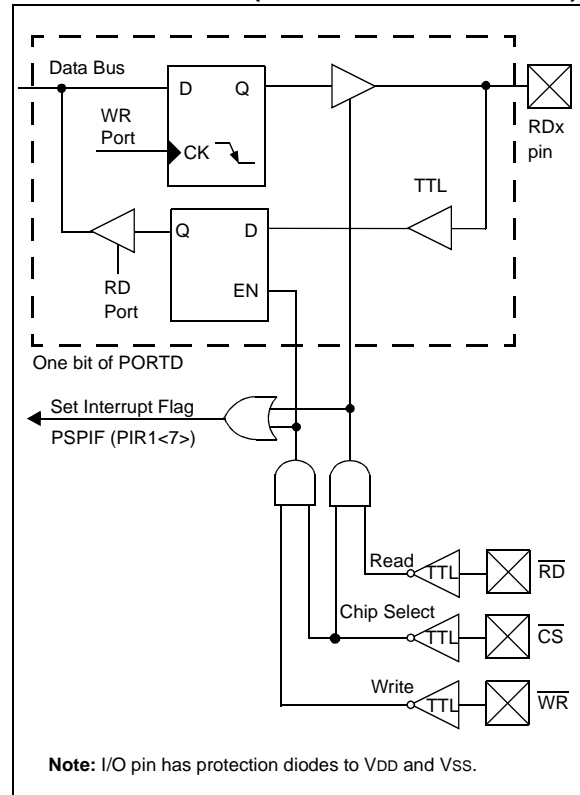 Data Bus
D Q
WR
Port
CK
RDx
pin
TTL
Q D
RD
Port
EN
One bit of PORTD
Set Interrupt Flag
PSPIF (PIR1<7>)
Read
TTL
RD
Chip Select
TTL
CS
Write
TTL
WR
Note: I/O pin has protection diodes to VDD and VSS.